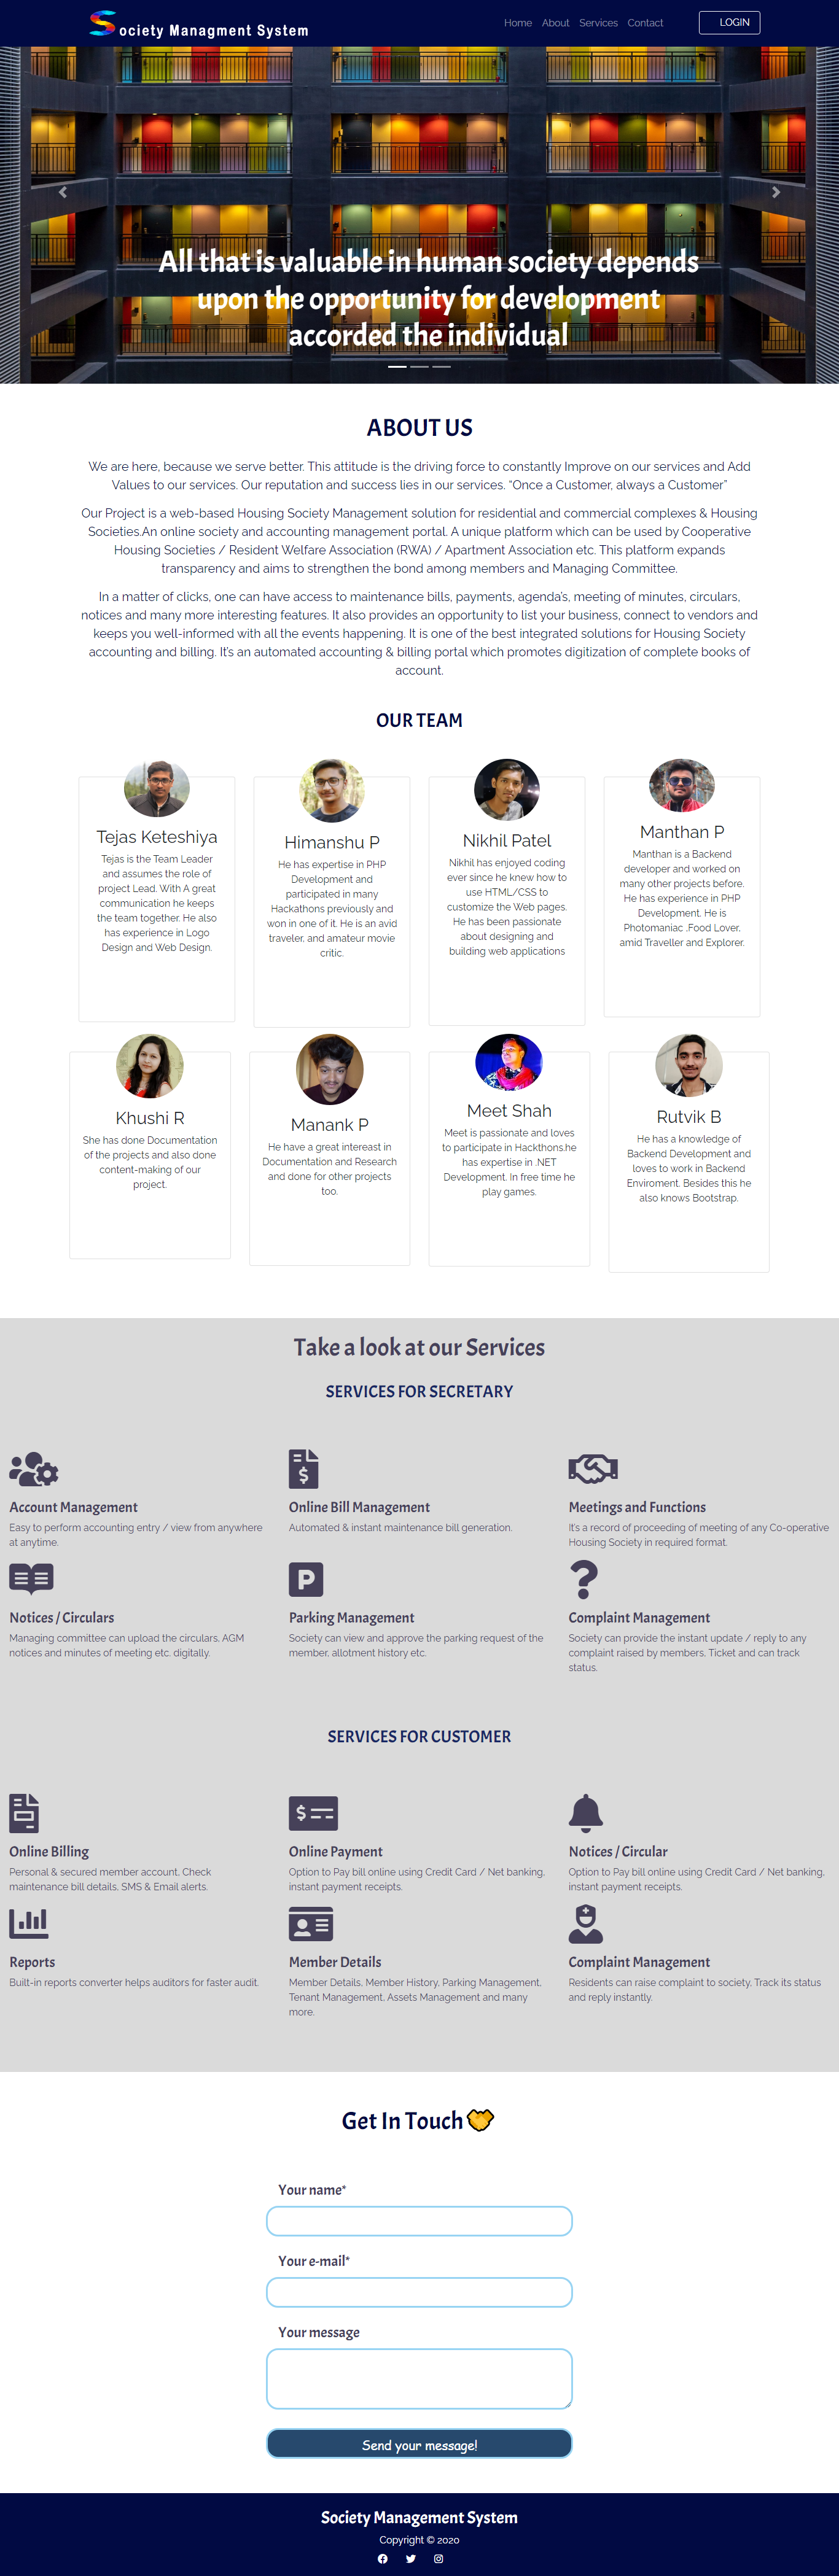 Society Managment System
Home About Services Contact
LOGIN
All that is valuable in human society depends
upon the opportunity for development
accorded the individual
ABOUT US
We are here, because we serve better. This attitude is the driving force to constantly Improve on our services and Add
Values to our services. Our reputation and success lies in our services. “Once a Customer, always a Customer”
Our Project is a web-based Housing Society Management solution for residential and commercial complexes & Housing
Societies.An online society and accounting management portal. A unique platform which can be used by Cooperative
Housing Societies / Resident Welfare Association (RWA) / Apartment Association etc. This platform expands
transparency and aims to strengthen the bond among members and Managing Committee.
In a matter of clicks, one can have access to maintenance bills, payments, agenda’s, meeting of minutes, circulars,
notices and many more interesting features. It also provides an opportunity to list your business, connect to vendors and
keeps you well-informed with all the events happening. It is one of the best integrated solutions for Housing Society
accounting and billing. It’s an automated accounting & billing portal which promotes digitization of complete books of
account.
OUR TEAM
Tejas Keteshiya
Tejas is the Team Leader
and assumes the role of
project Lead. With A great
communication he keeps
the team together. He also
has experience in Logo
Design and Web Design.
Himanshu P
He has expertise in PHP
Development and
participated in many
Hackathons previously and
won in one of it. He is an avid
traveler, and amateur movie
critic.
Nikhil Patel
Nikhil has enjoyed coding
ever since he knew how to
use HTML/CSS to
customize the Web pages.
He has been passionate
about designing and
building web applications
Manthan P
Manthan is a Backend
developer and worked on
many other projects before.
He has experience in PHP
Development. He is
Photomaniac ,Food Lover,
amid Traveller and Explorer.
Khushi R
She has done Documentation
of the projects and also done
content-making of our
project.
Manank P
He have a great intereast in
Documentation and Research
and done for other projects
too.
Meet Shah
Meet is passionate and loves
to participate in Hackthons.he
has expertise in .NET
Development. In free time he
play games.
Rutvik B
He has a knowledge of
Backend Development and
loves to work in Backend
Enviroment. Besides this he
also knows Bootstrap.
Take a look at our Services
SERVICES FOR SECRETARY
Account Management
Easy to perform accounting entry / view from anywhere
at anytime.
Online Bill Management
Automated & instant maintenance bill generation.
Meetings and Functions
It’s a record of proceeding of meeting of any Co-operative
Housing Society in required format.
Notices / Circulars
Managing committee can upload the circulars, AGM
notices and minutes of meeting etc. digitally.
P
Parking Management
Society can view and approve the parking request of the
member, allotment history etc.
Complaint Management
Society can provide the instant update / reply to any
complaint raised by members, Ticket and can track
status.
SERVICES FOR CUSTOMER
Online Billing
Personal & secured member account, Check
maintenance bill details, SMS & Email alerts.
Online Payment
Option to Pay bill online using Credit Card / Net banking,
instant payment receipts.
Notices / Circular
Option to Pay bill online using Credit Card / Net banking,
instant payment receipts.
Reports
Built-in reports converter helps auditors for faster audit.
Member Details
Member Details, Member History, Parking Management,
Tenant Management, Assets Management and many
more.
Complaint Management
Residents can raise complaint to society, Track its status
and reply instantly.
Get In Touch
Your name*
Your e-mail*
Your message
Send your message!
Society Management System
Copyright © 2020